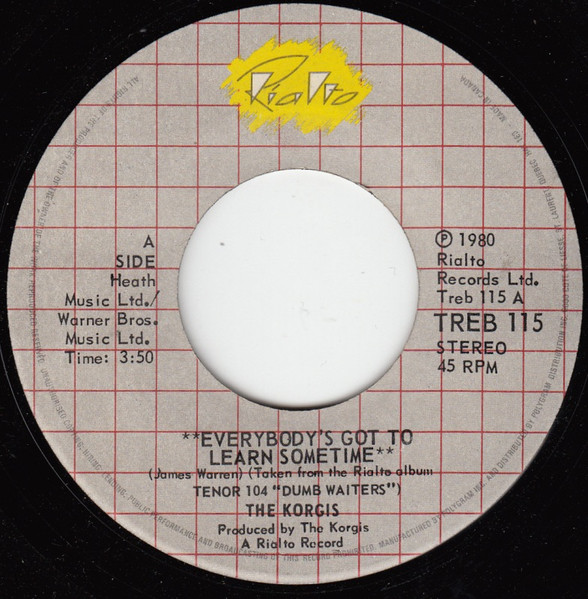 Rialto
A
SIDE
Heath
Music Ltd./
Warner Bros.
Music Ltd.
Time: 3:50
℗ 1980
Rialto
Records Ltd.
Treb 115 A
TREB 115
STEREO
45 RPM
**EVERYBODY'S GOT TO
LEARN SOMETIME**
(James Warren) (Taken from the Rialto album
TENOR 104 "DUMB WAITERS")
THE KORGIS
Produced by The Korgis
A Rialto Record